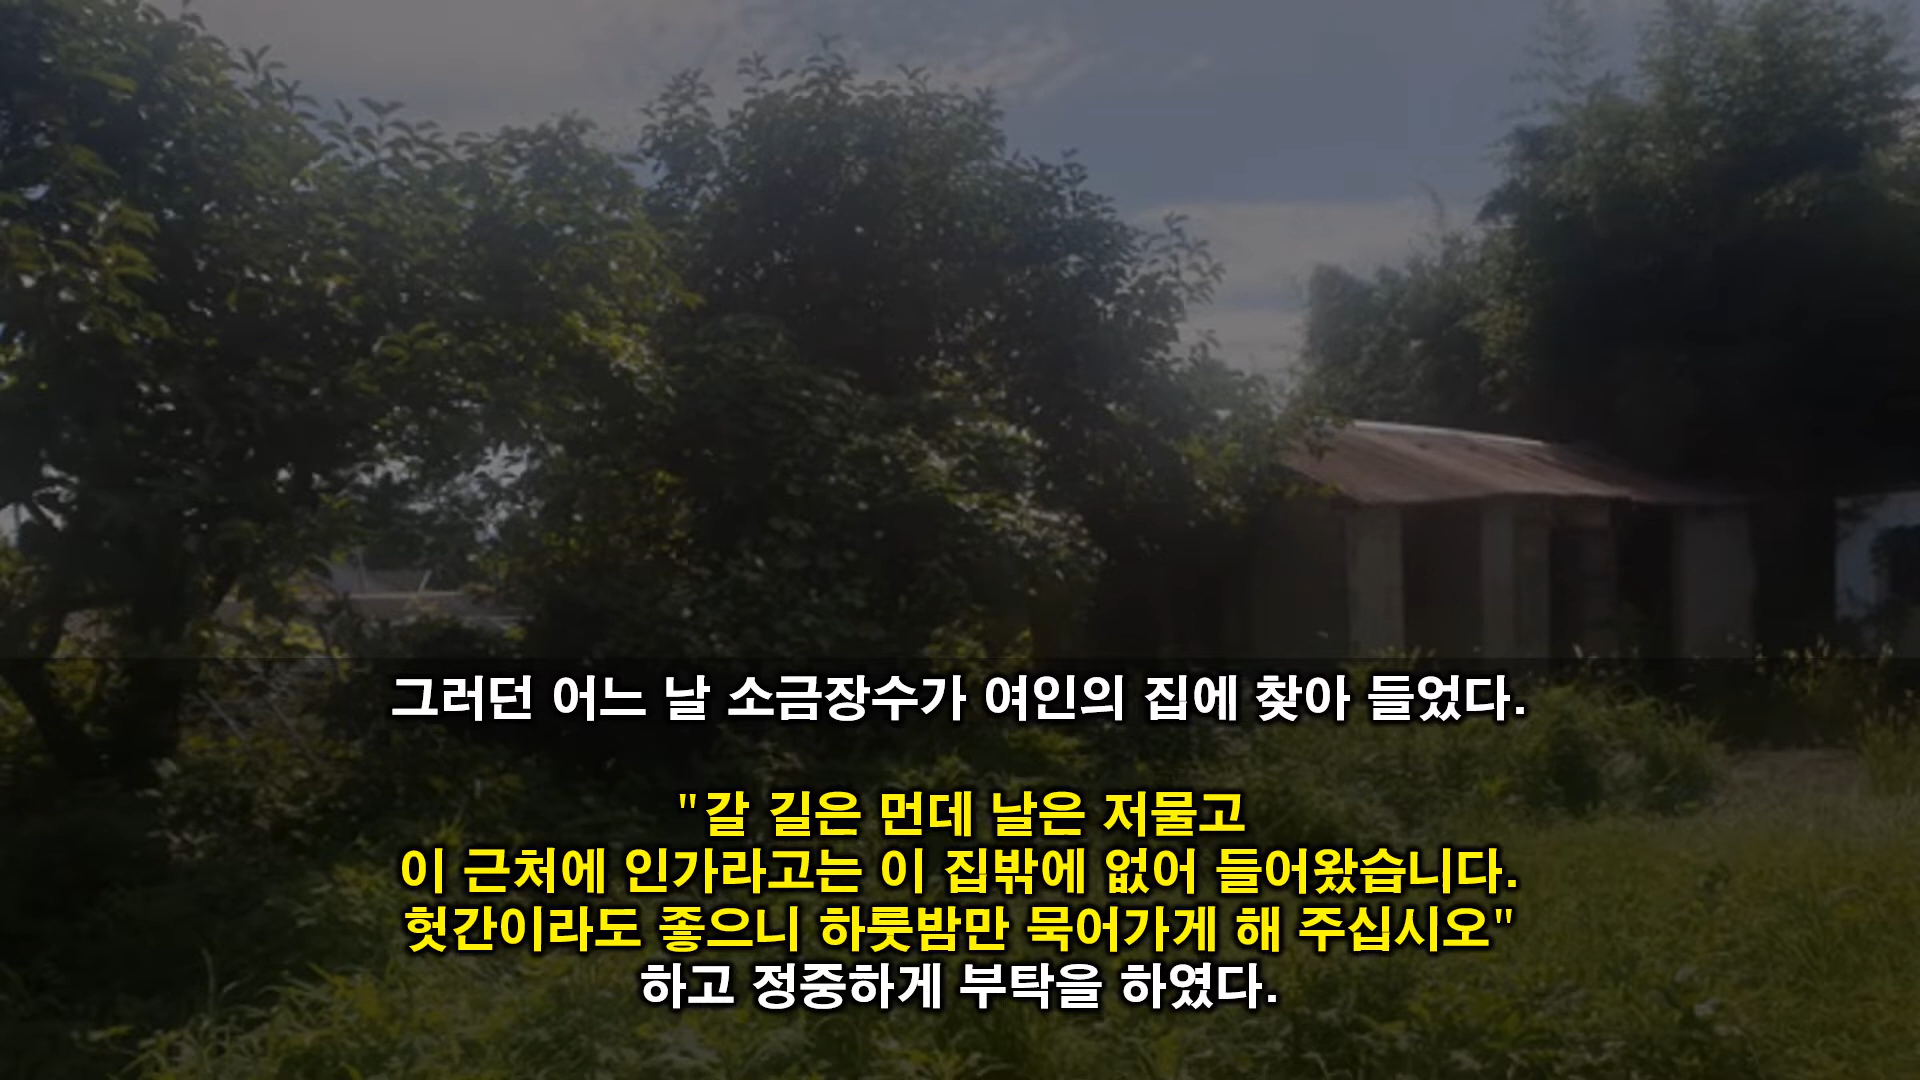 그러던 어느 날 소금장수가 여인의 집에 찾아 들었다.
"갈 길은 먼데 날은 저물고
이 근처에 인가라고는 이 집밖에 없어 들어왔습니다.
헛간이라도 좋으니 하룻밤만 묵어가게 해 주십시오"
하고 정중하게 부탁을 하였다.